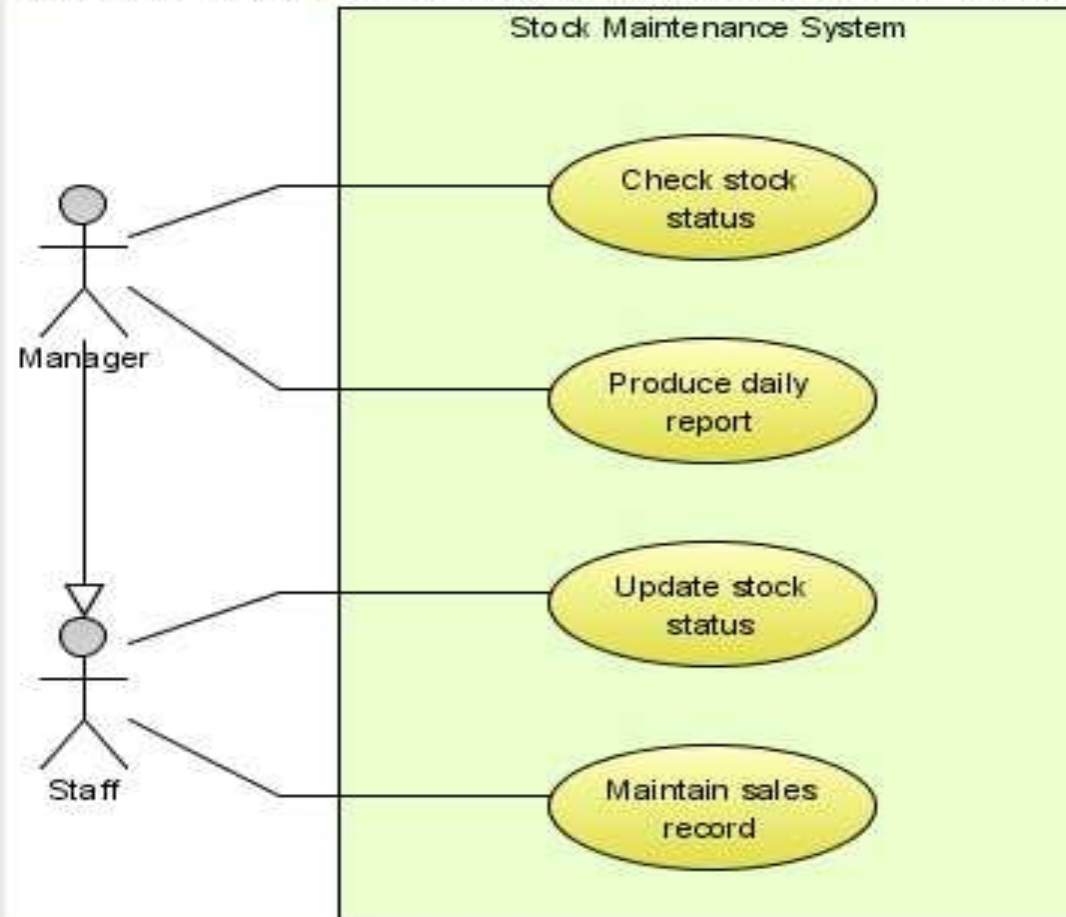 Stock Maintenance System
Check stock
status
Manager
Produce daily
report
Update stock
status
Staff
Maintain sales
record